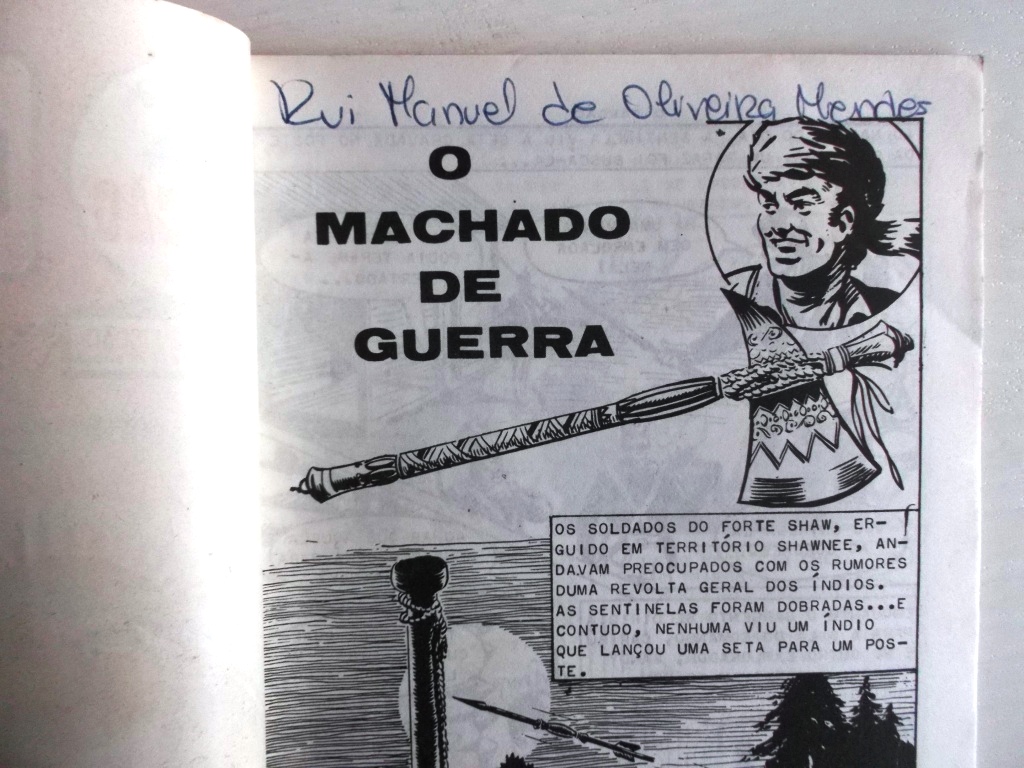 Rui Manuel de Oliveira Mendes
O
MACHADO
DE
GUERRA
OS SOLDADOS DO FORTE SHAW, ER-
GUIDO EM TERRITÓRIO SHAWNEE, AN-
DAVAM PREOCUPADOS COM OS RUMORES
DUMA REVOLTA GERAL DOS ÍNDIOS.
AS SENTINELAS FORAM DOBRADAS...E
CONTUDO, NENHUMA VIU UM ÍNDIO
QUE LANÇOU UMA SETA PARA UM POS-
TE.